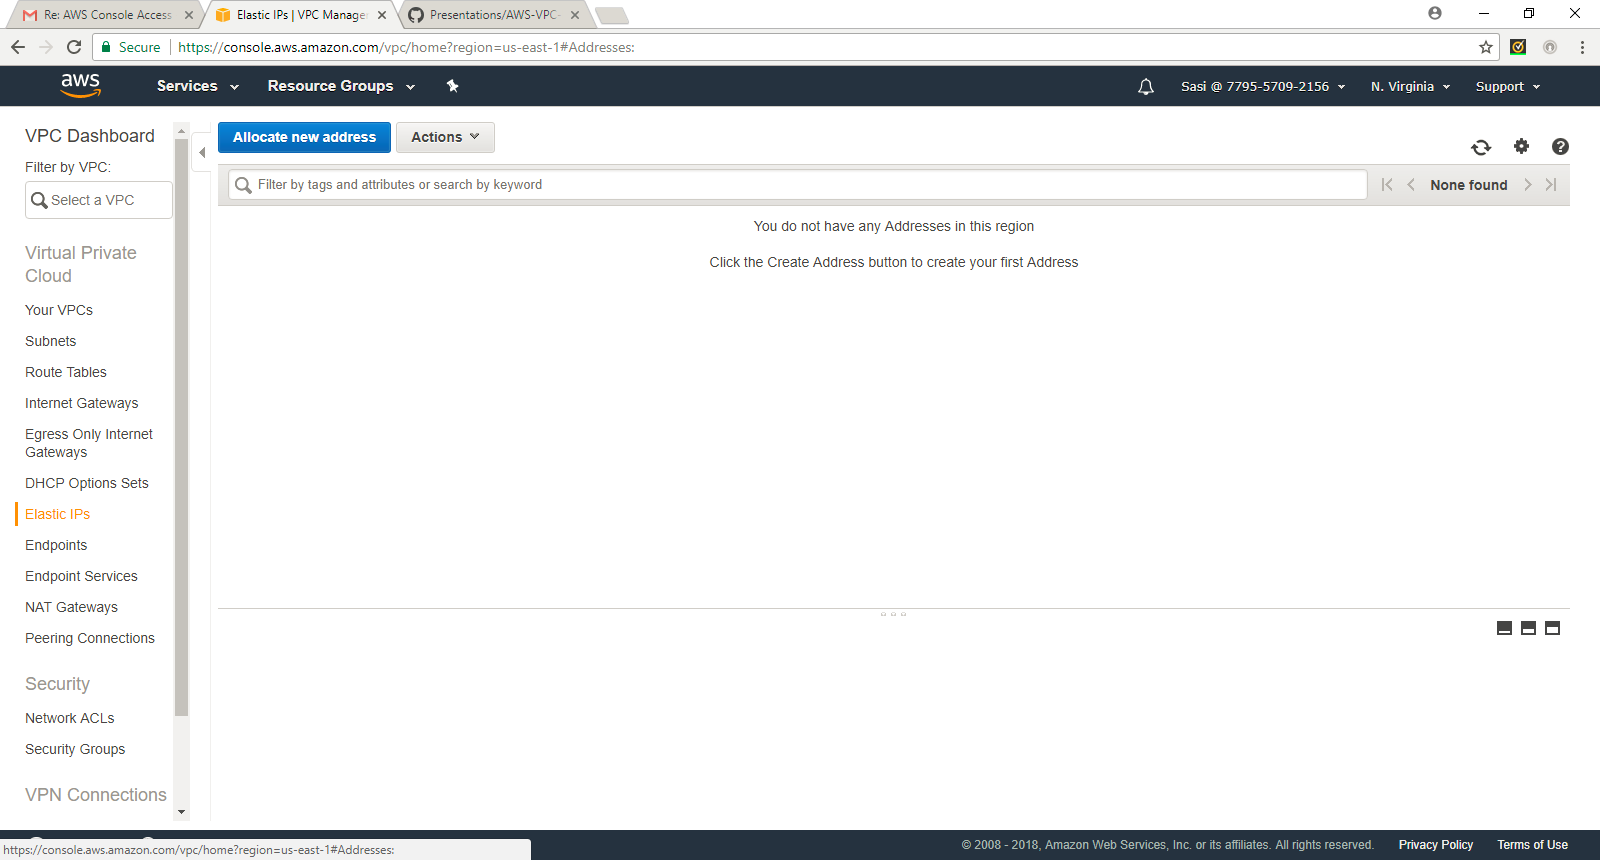 Re: AWS Console Access
Elastic IPs | VPC Manage
Presentations/AWS-VPC-
Secure
https://console.aws.amazon.com/vpc/home?region=us-east-1#Addresses:
aws
Services
Resource Groups
Sasi @ 7795-5709-2156
N. Virginia
Support
VPC Dashboard
Filter by VPC:
Select a VPC
Virtual Private
Cloud
Your VPCs
Subnets
Route Tables
Internet Gateways
Egress Only Internet
Gateways
DHCP Options Sets
Elastic IPs
Endpoints
Endpoint Services
NAT Gateways
Peering Connections
Security
Network ACLs
Security Groups
VPN Connections
Allocate new address
Actions
Filter by tags and attributes or search by keyword
None found
You do not have any Addresses in this region
Click the Create Address button to create your first Address
https://console.aws.amazon.com/vpc/home?region=us-east-1#Addresses:
© 2008 - 2018, Amazon Web Services, Inc. or its affiliates. All rights reserved.
Privacy Policy
Terms of Use